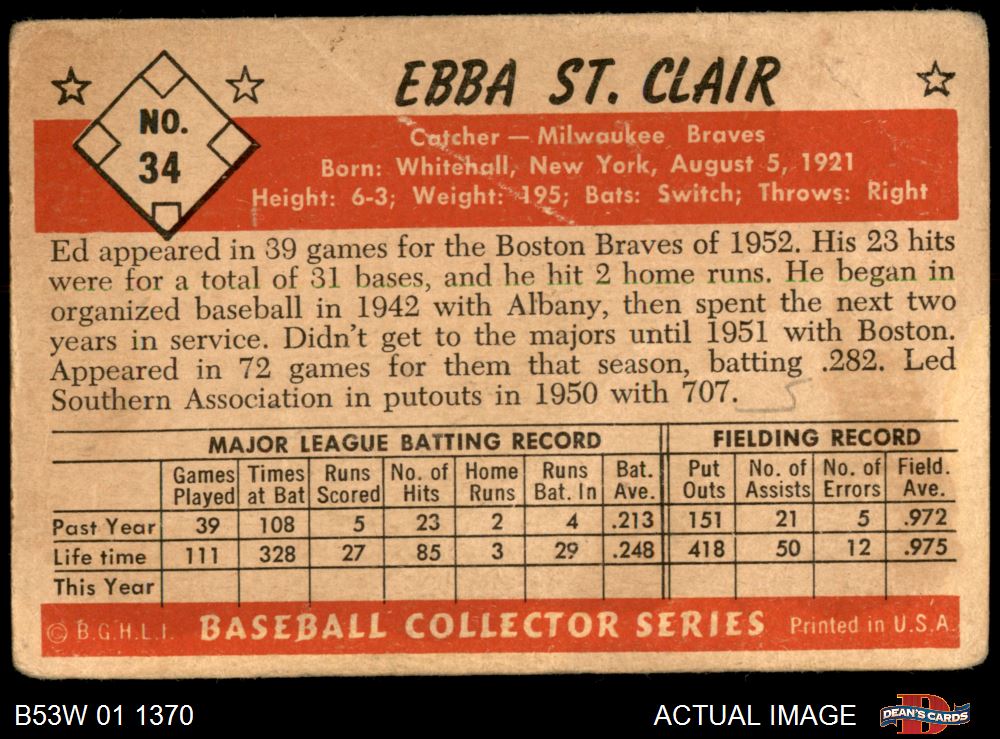 NO.
34
EBBA ST. CLAIR
Catcher — Milwaukee Braves
Born: Whitehall, New York, August 5, 1921
Height: 6-3; Weight: 195; Bats: Switch; Throws: Right
Ed appeared in 39 games for the Boston Braves of 1952. His 23 hits
were for a total of 31 bases, and he hit 2 home runs. He began in
organized baseball in 1942 with Albany, then spent the next two
years in service. Didn't get to the majors until 1951 with Boston.
Appeared in 72 games for them that season, batting .282. Led
Southern Association in putouts in 1950 with 707.
MAJOR LEAGUE BATTING RECORD FIELDING RECORD
Games Times Runs No. of Home Runs Bat. Put No. of No. of Field.
Played at Bat Scored Hits Runs Bat. In Ave. Outs Assists Errors Ave.
Past Year 39 108 5 23 2 4 .213 151 21 5 .972
Life time 111 328 27 85 3 29 .248 418 50 12 .975
This Year
© B.G.H.L.I. BASEBALL COLLECTOR SERIES Printed in U.S.A.
B53W 01 1370 ACTUAL IMAGE DEAN'S CARDS